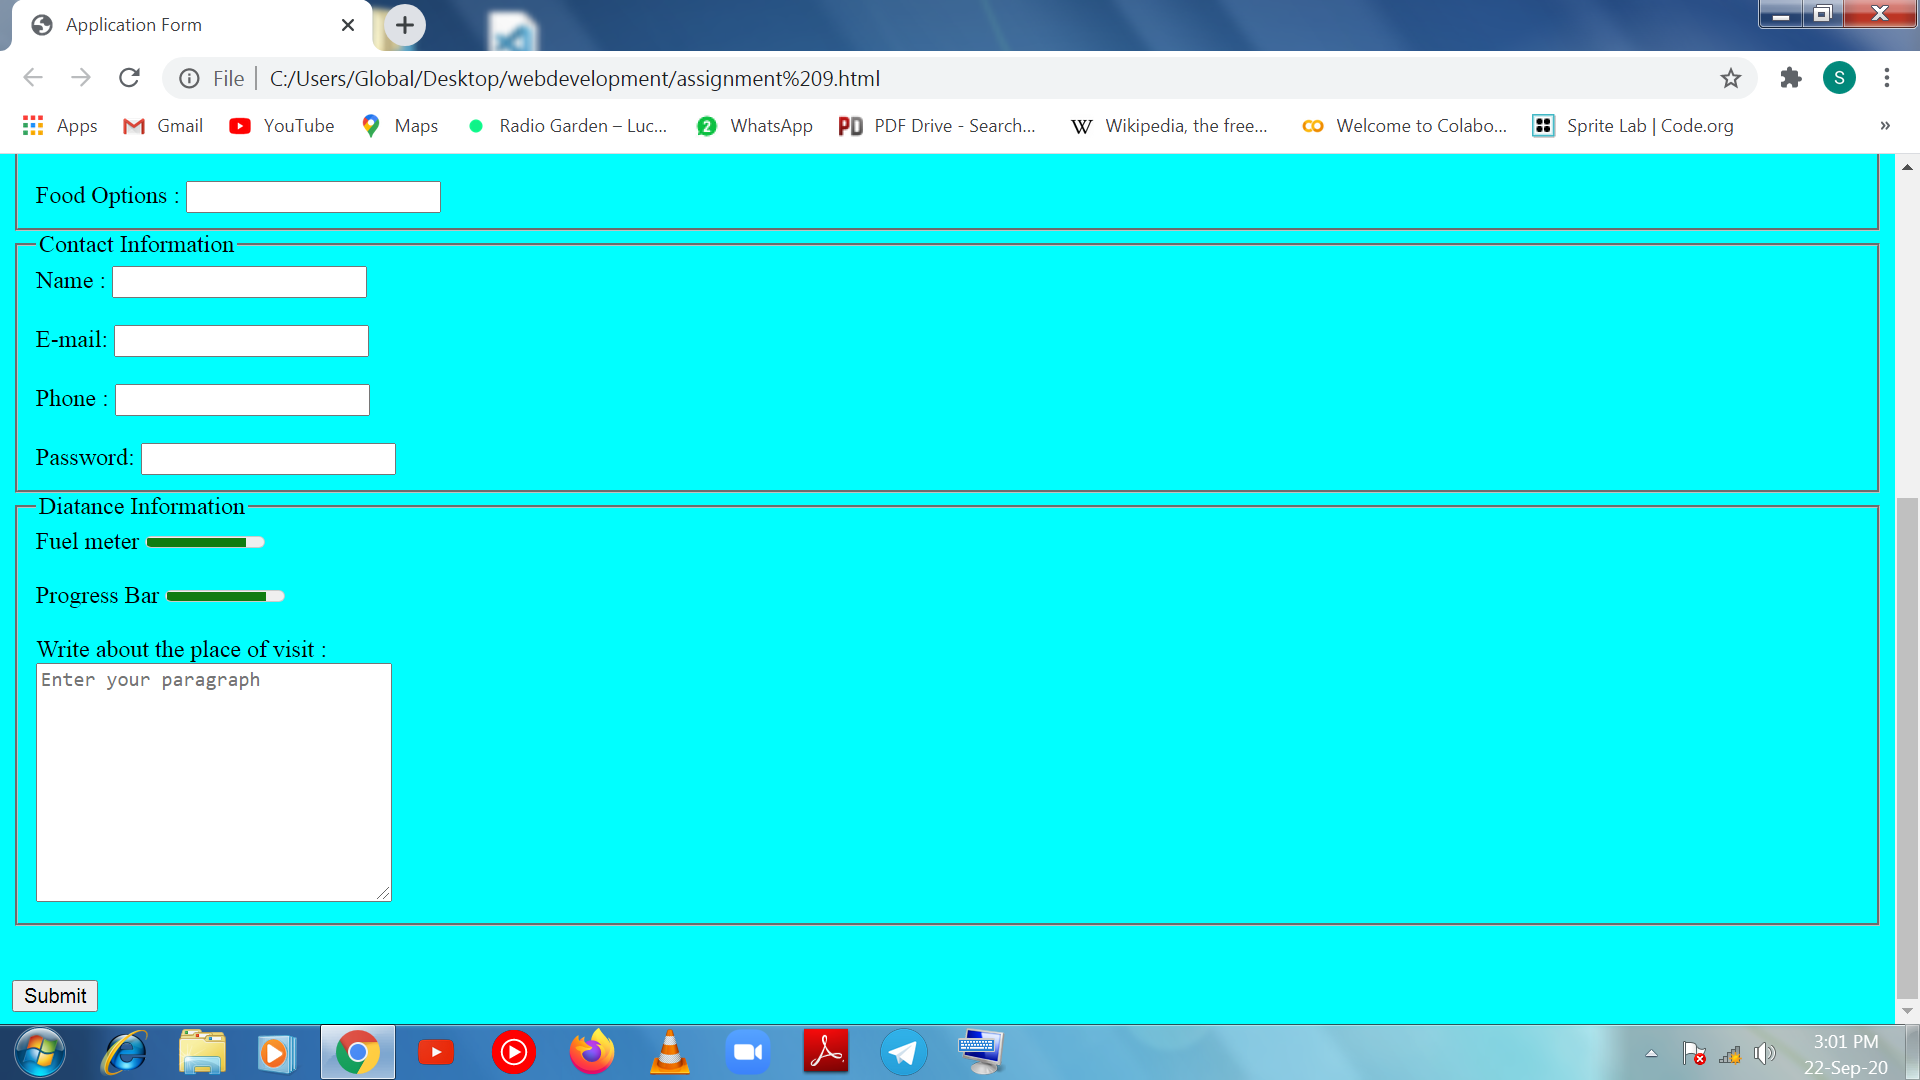 Application Form
File C:/Users/Global/Desktop/webdevelopment/assignment%209.html S
Apps Gmail YouTube Maps Radio Garden – Luc... 2 WhatsApp PD PDF Drive - Search... W Wikipedia, the free... Welcome to Colabo... Sprite Lab | Code.org »
Food Options :
Contact Information
Name :
E-mail:
Phone :
Password:
Diatance Information
Fuel meter
Progress Bar
Write about the place of visit :
Enter your paragraph
Submit
3:01 PM
22-Sep-20